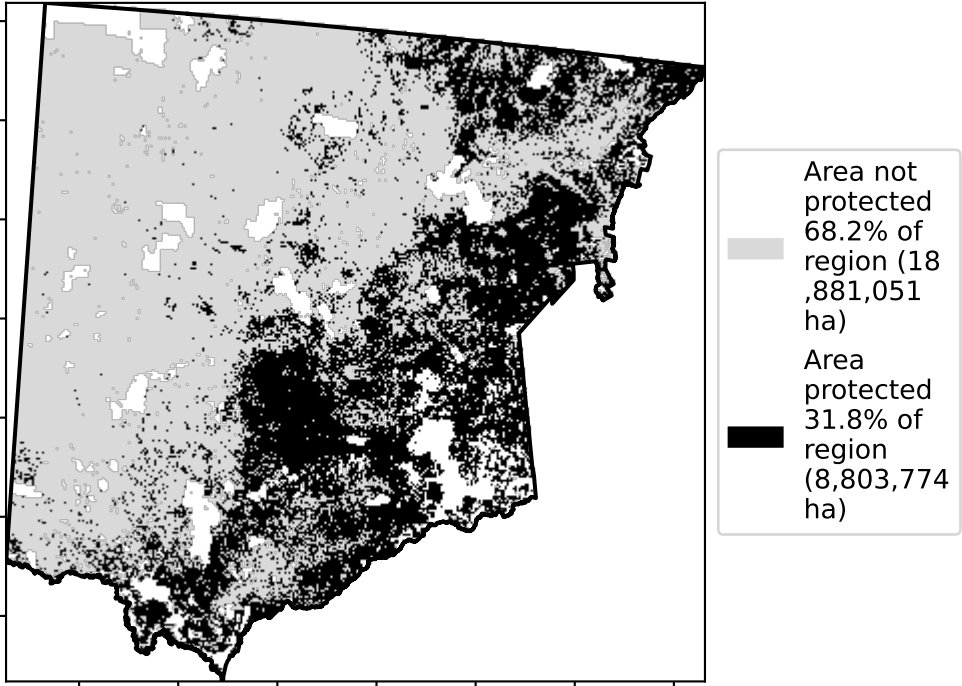 Area not
protected
68.2% of
region (18
,881,051
ha)
Area
protected
31.8% of
region
(8,803,774
ha)